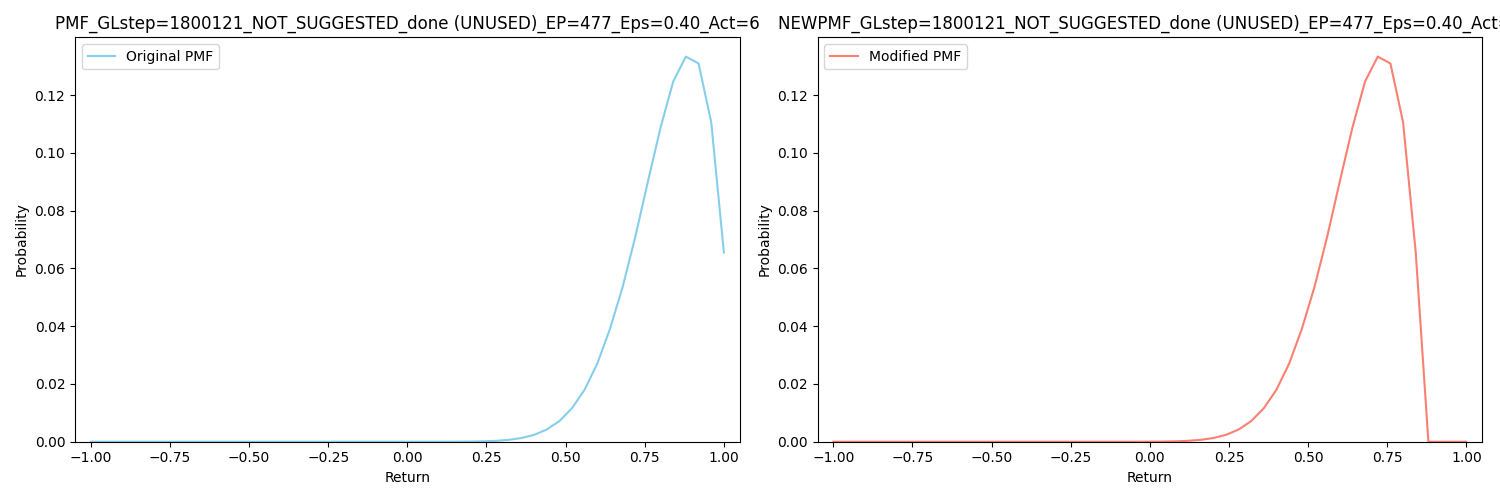 PMF_GLstep=1800121_NOT_SUGGESTED_done (UNUSED)_EP=477_Eps=0.40_Act=6
Original PMF
Probability
0.12
0.10
0.08
0.06
0.04
0.02
0.00
−1.00 −0.75 −0.50 −0.25 0.00 0.25 0.50 0.75 1.00
Return
NEWPMF_GLstep=1800121_NOT_SUGGESTED_done (UNUSED)_EP=477_Eps=0.40_Act=
Modified PMF
Probability
0.12
0.10
0.08
0.06
0.04
0.02
0.00
−1.00 −0.75 −0.50 −0.25 0.00 0.25 0.50 0.75 1.00
Return